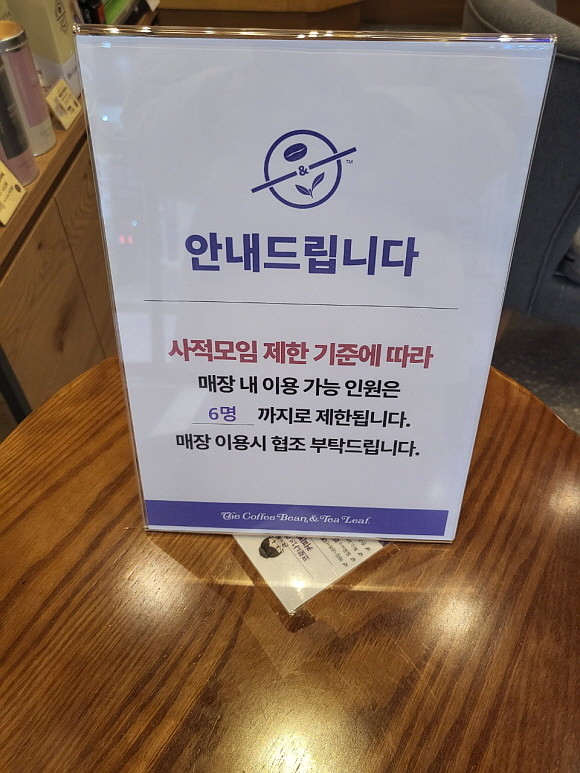 &
TM
안내드립니다
사적모임 제한 기준에 따라
매장 내 이용 가능 인원은
6명 까지로 제한됩니다.
매장 이용시 협조 부탁드립니다.
The Coffee Bean & Tea Leaf